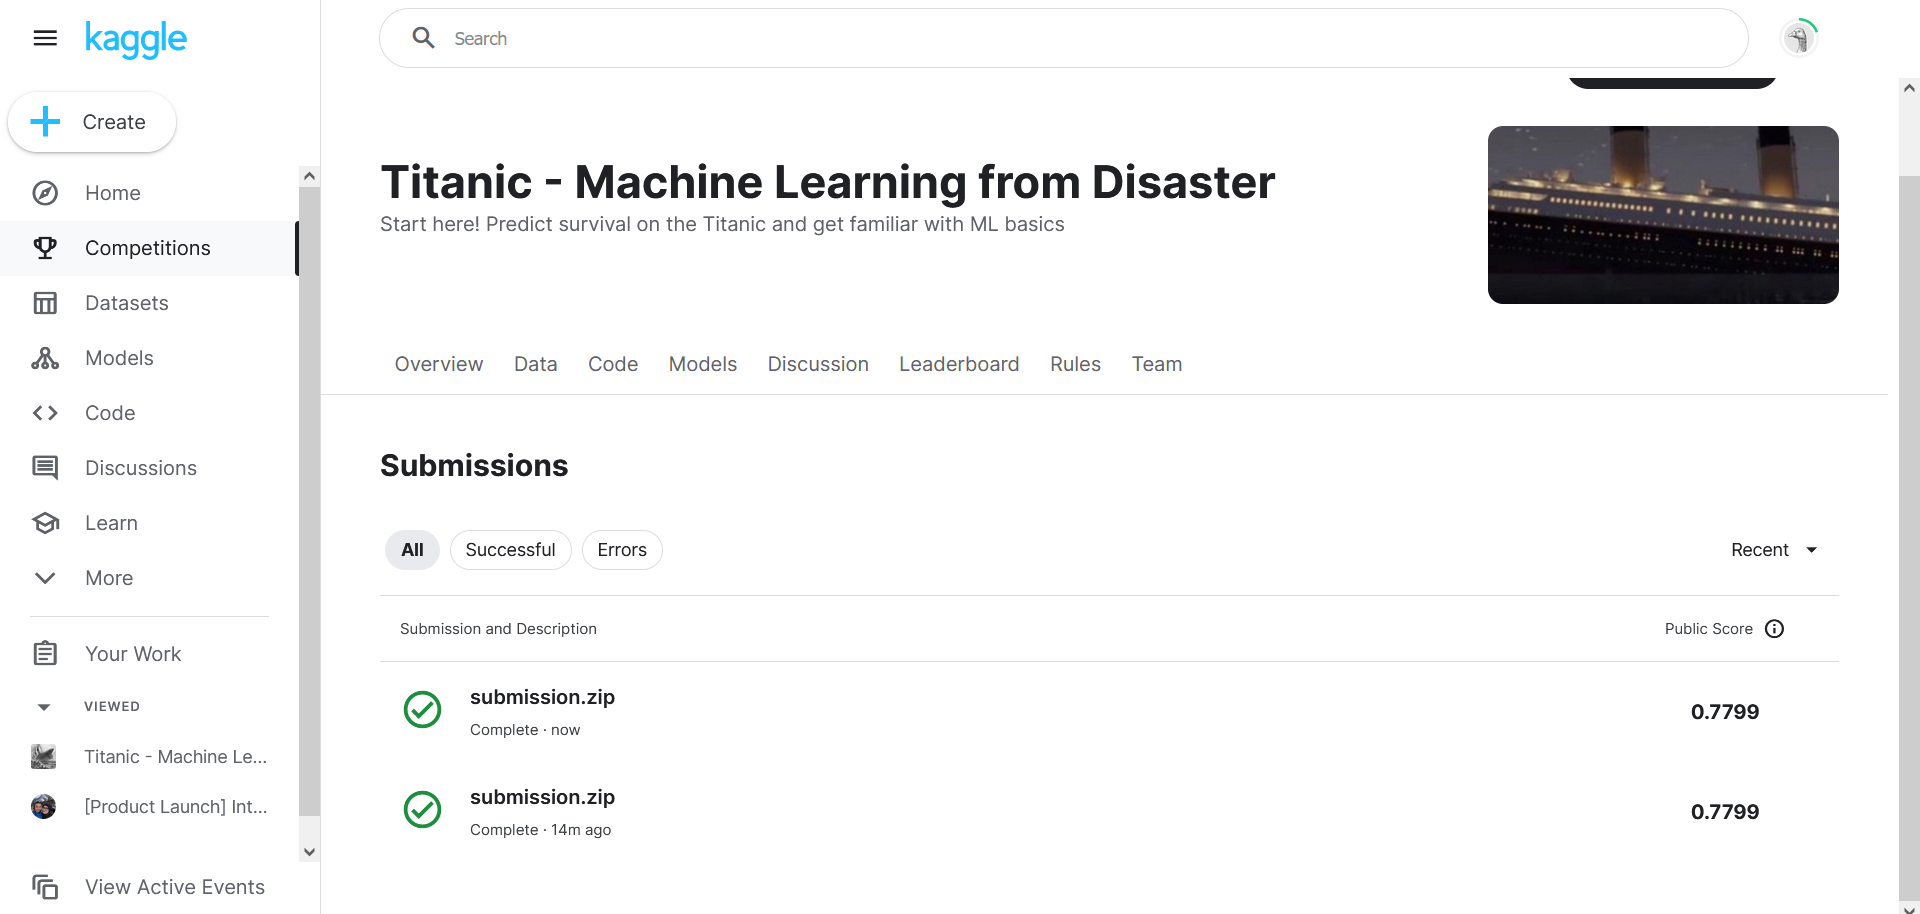 kaggle
Search
Create
Home
Competitions
Datasets
Models
Code
Discussions
Learn
More
Your Work
VIEWED
Titanic - Machine Le...
[Product Launch] Int...
View Active Events
Titanic - Machine Learning from Disaster
Start here! Predict survival on the Titanic and get familiar with ML basics
Overview Data Code Models Discussion Leaderboard Rules Team
Submissions
All Successful Errors Recent
Submission and Description Public Score
submission.zip
Complete · now
0.7799
submission.zip
Complete · 14m ago
0.7799